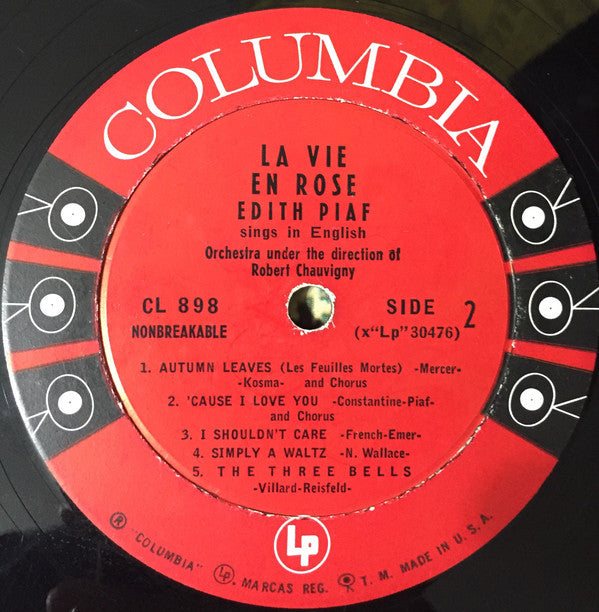 COLUMBIA
LA VIE
EN ROSE
EDITH PIAF
sings in English
Orchestra under the direction of
Robert Chauvigny
CL 898
NONBREAKABLE
SIDE 2
(x"Lp"30476)
1. AUTUMN LEAVES (Les Feuilles Mortes) -Mercer-
-Kosma- and Chorus
2. 'CAUSE I LOVE YOU -Constantine-Piaf-
and Chorus
3. I SHOULDN'T CARE -French-Emer-
4. SIMPLY A WALTZ -N. Wallace-
5. THE THREE BELLS
-Villard-Reisfeld-
Lp
® "COLUMBIA" Lp. MARCAS REG. T. M. MADE IN U. S. A.